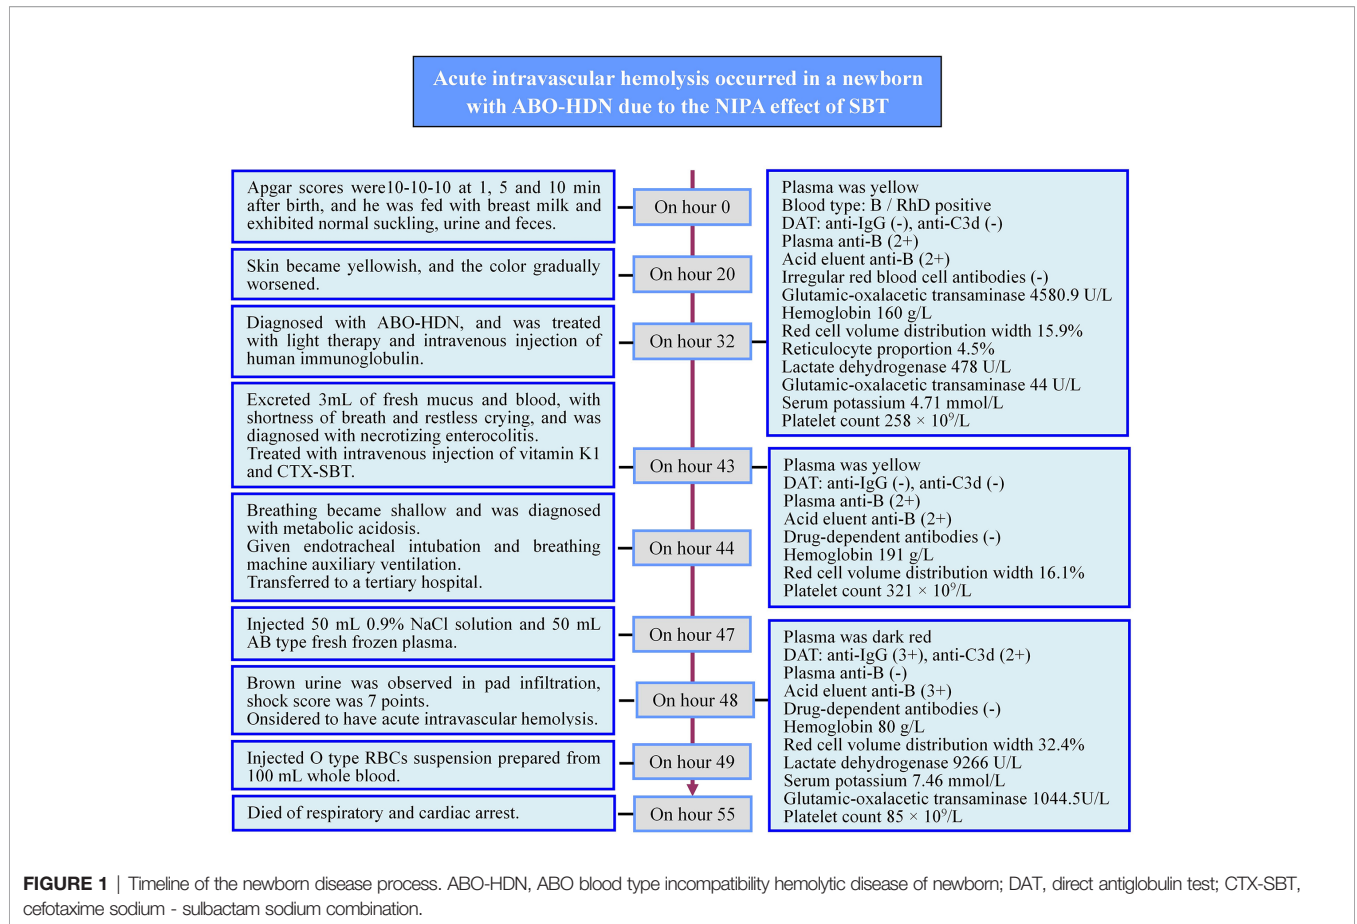 Acute intravascular hemolysis occurred in a newborn
with ABO-HDN due to the NIPA effect of SBT
Apgar scores were10-10-10 at 1, 5 and 10 min
after birth, and he was fed with breast milk and
exhibited normal suckling, urine and feces.
On hour 0
Skin became yellowish, and the color gradually
worsened.
On hour 20
Diagnosed with ABO-HDN, and was treated
with light therapy and intravenous injection of
human immunoglobulin.
On hour 32
Plasma was yellow
Blood type: B / RhD positive
DAT: anti-IgG (-), anti-C3d (-)
Plasma anti-B (2+)
Acid eluent anti-B (2+)
Irregular red blood cell antibodies (-)
Glutamic-oxalacetic transaminase 4580.9 U/L
Hemoglobin 160 g/L
Red cell volume distribution width 15.9%
Reticulocyte proportion 4.5%
Lactate dehydrogenase 478 U/L
Glutamic-oxalacetic transaminase 44 U/L
Serum potassium 4.71 mmol/L
Platelet count 258 × 10⁹/L
Excreted 3mL of fresh mucus and blood, with
shortness of breath and restless crying, and was
diagnosed with necrotizing enterocolitis.
Treated with intravenous injection of vitamin K1
and CTX-SBT.
On hour 43
Plasma was yellow
DAT: anti-IgG (-), anti-C3d (-)
Plasma anti-B (2+)
Acid eluent anti-B (2+)
Drug-dependent antibodies (-)
Hemoglobin 191 g/L
Red cell volume distribution width 16.1%
Platelet count 321 × 10⁹/L
Breathing became shallow and was diagnosed
with metabolic acidosis.
Given endotracheal intubation and breathing
machine auxiliary ventilation.
Transferred to a tertiary hospital.
On hour 44
Injected 50 mL 0.9% NaCl solution and 50 mL
AB type fresh frozen plasma.
On hour 47
Brown urine was observed in pad infiltration,
shock score was 7 points.
Onsidered to have acute intravascular hemolysis.
On hour 48
Plasma was dark red
DAT: anti-IgG (3+), anti-C3d (2+)
Plasma anti-B (-)
Acid eluent anti-B (3+)
Drug-dependent antibodies (-)
Hemoglobin 80 g/L
Red cell volume distribution width 32.4%
Lactate dehydrogenase 9266 U/L
Serum potassium 7.46 mmol/L
Glutamic-oxalacetic transaminase 1044.5U/L
Platelet count 85 × 10⁹/L
Injected O type RBCs suspension prepared from
100 mL whole blood.
On hour 49
Died of respiratory and cardiac arrest.
On hour 55
FIGURE 1 | Timeline of the newborn disease process. ABO-HDN, ABO blood type incompatibility hemolytic disease of newborn; DAT, direct antiglobulin test; CTX-SBT,
cefotaxime sodium - sulbactam sodium combination.